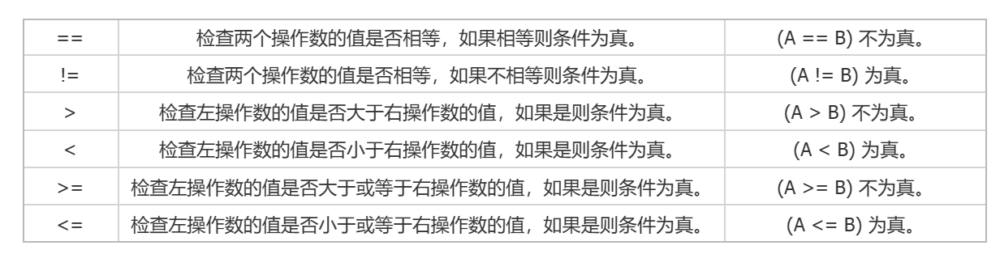 == 检查两个操作数的值是否相等，如果相等则条件为真。 (A == B) 不为真。
!= 检查两个操作数的值是否相等，如果不相等则条件为真。 (A != B) 为真。
> 检查左操作数的值是否大于右操作数的值，如果是则条件为真。 (A > B) 不为真。
< 检查左操作数的值是否小于右操作数的值，如果是则条件为真。 (A < B) 为真。
>= 检查左操作数的值是否大于或等于右操作数的值，如果是则条件为真。 (A >= B) 不为真。
<= 检查左操作数的值是否小于或等于右操作数的值，如果是则条件为真。 (A <= B) 为真。